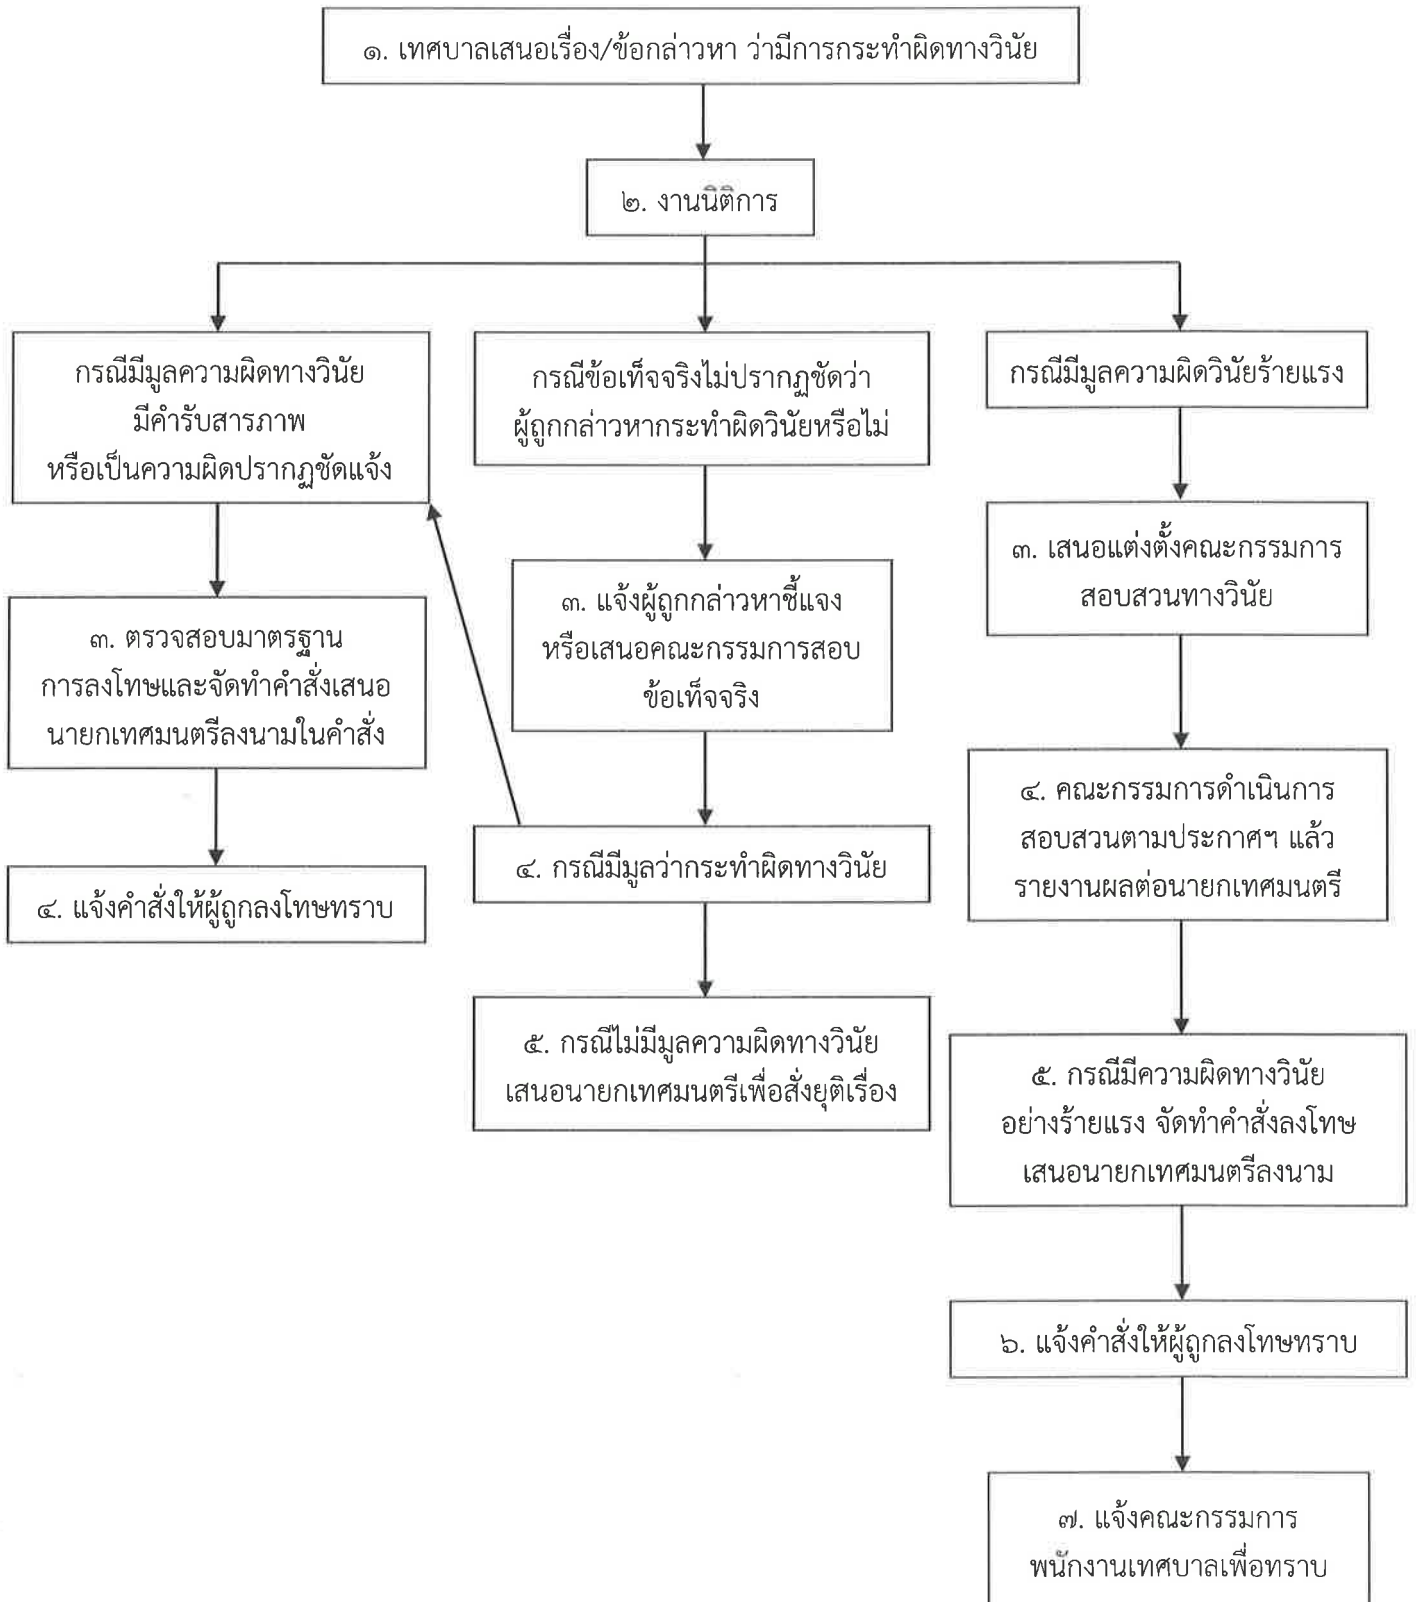 ๑. เทศบาลเสนอเรื่อง/ข้อกล่าวหา ว่ามีการกระทำผิดทางวินัย
๒. งานนิติการ
กรณีมีมูลความผิดทางวินัย
มีคำรับสารภาพ
หรือเป็นความผิดปรากฏชัดแจ้ง
๓. ตรวจสอบมาตรฐาน
การลงโทษและจัดทำคำสั่งเสนอ
นายกเทศมนตรีลงนามในคำสั่ง
๔. แจ้งคำสั่งให้ผู้ถูกลงโทษทราบ
กรณีข้อเท็จจริงไม่ปรากฏชัดว่า
ผู้ถูกกล่าวหากระทำผิดวินัยหรือไม่
๓. แจ้งผู้ถูกกล่าวหาชี้แจง
หรือเสนอคณะกรรมการสอบ
ข้อเท็จจริง
๔. กรณีมีมูลว่ากระทำผิดทางวินัย
๕. กรณีไม่มีมูลความผิดทางวินัย
เสนอนายกเทศมนตรีเพื่อสั่งยุติเรื่อง
กรณีมีมูลความผิดวินัยร้ายแรง
๓. เสนอแต่งตั้งคณะกรรมการ
สอบสวนทางวินัย
๔. คณะกรรมการดำเนินการ
สอบสวนตามประกาศฯ แล้ว
รายงานผลต่อนายกเทศมนตรี
๕. กรณีมีความผิดทางวินัย
อย่างร้ายแรง จัดทำคำสั่งลงโทษ
เสนอนายกเทศมนตรีลงนาม
๖. แจ้งคำสั่งให้ผู้ถูกลงโทษทราบ
๗. แจ้งคณะกรรมการ
พนักงานเทศบาลเพื่อทราบ